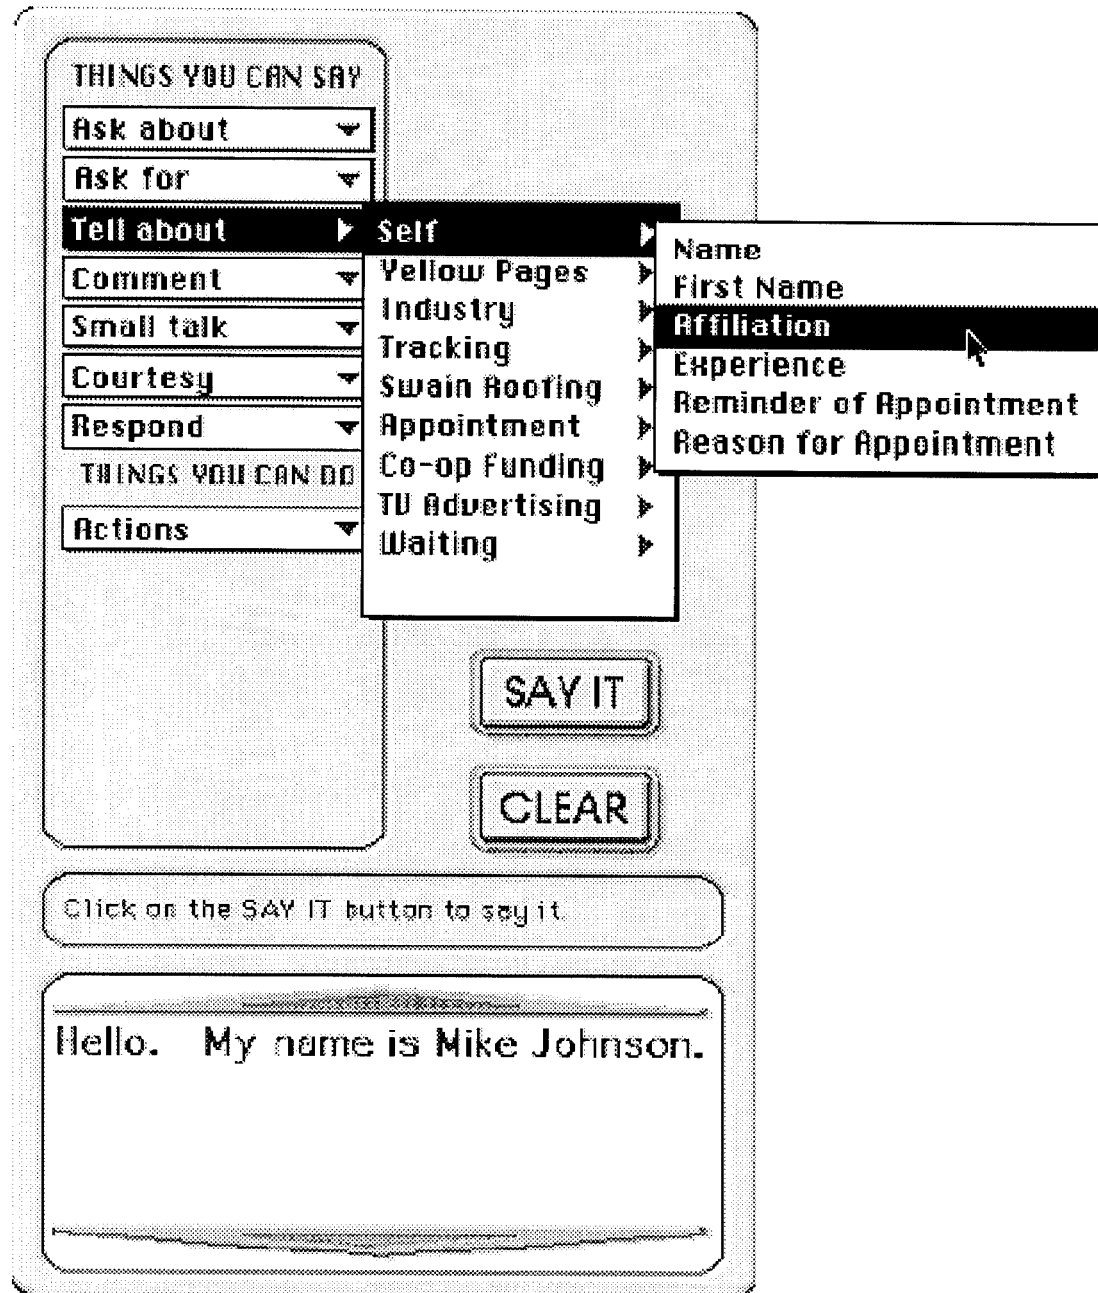 THINGS YOU CAN SAY
Ask about
Ask for
Tell about
Comment
Small talk
Courtesy
Respond
THINGS YOU CAN DO
Actions
Self
Yellow Pages
Industry
Tracking
Swain Roofing
Appointment
Co-op Funding
TV Advertising
Waiting
Name
First Name
Affiliation
Experience
Reminder of Appointment
Reason for Appointment
SAY IT
CLEAR
Click on the SAY IT button to say it.
Hello. My name is Mike Johnson.